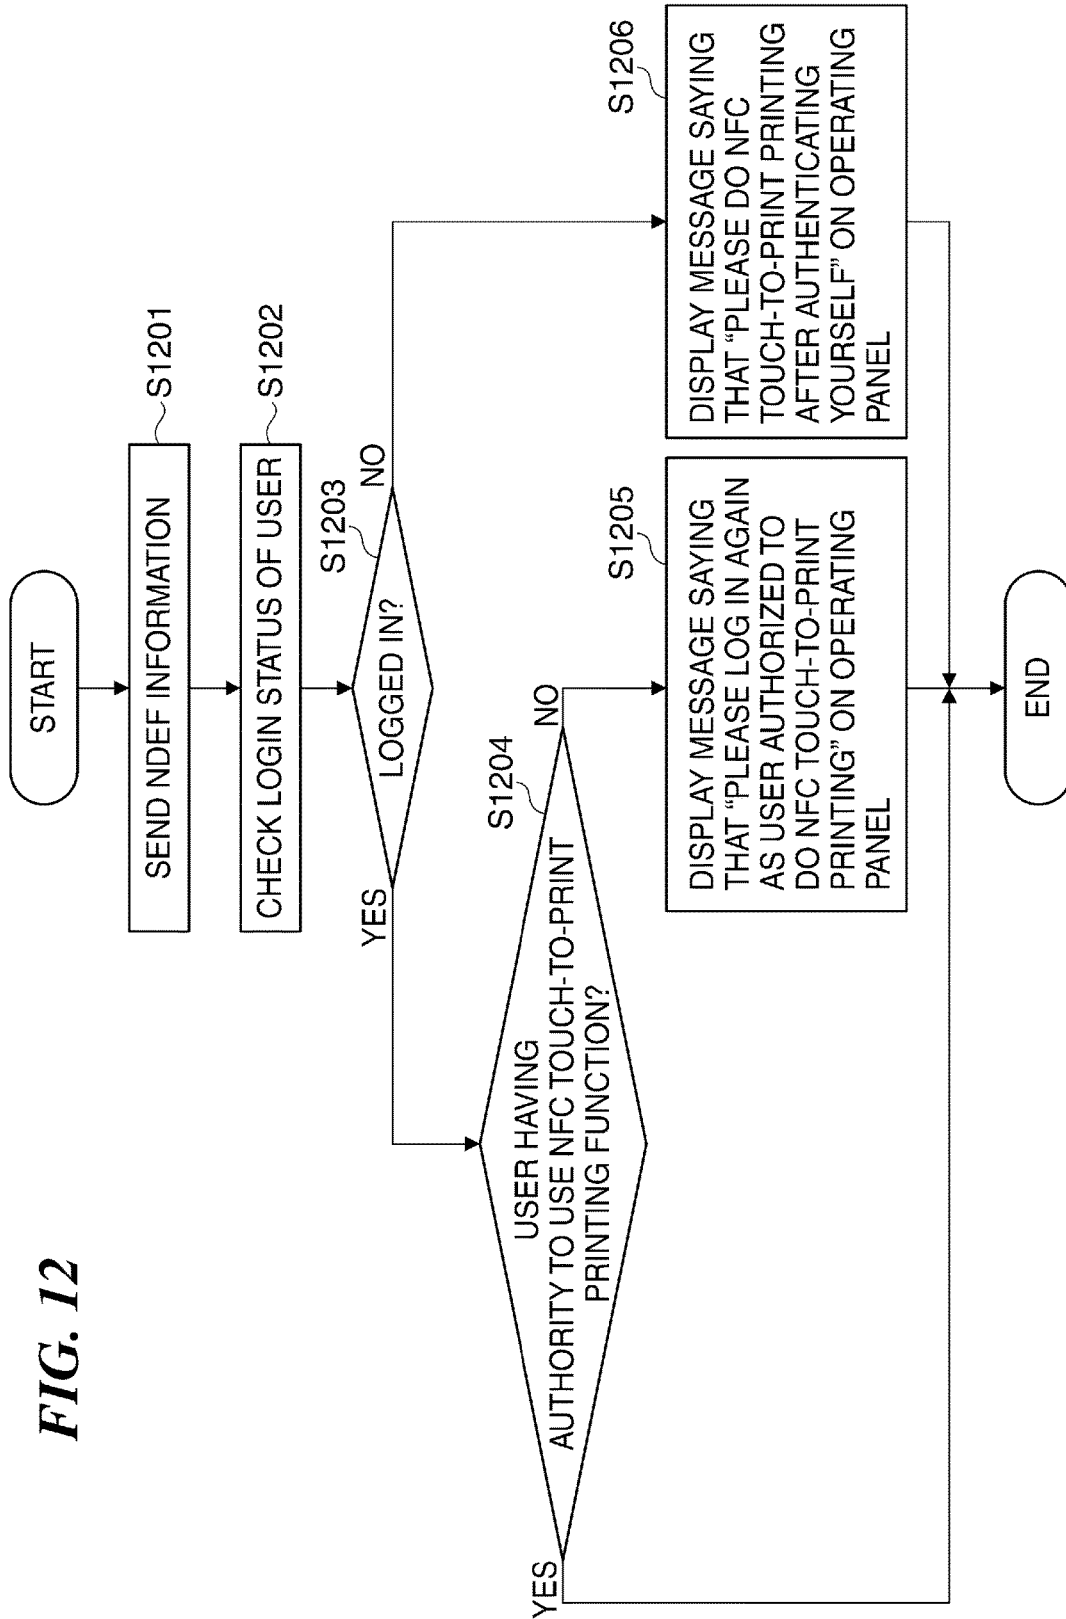 FIG. 12
START
SEND NDEF INFORMATION
S1201
CHECK LOGIN STATUS OF USER
S1202
LOGGED IN?
S1203
YES
NO
USER HAVING
AUTHORITY TO USE NFC TOUCH-TO-PRINT
PRINTING FUNCTION?
S1204
YES
NO
DISPLAY MESSAGE SAYING
THAT “PLEASE LOG IN AGAIN
AS USER AUTHORIZED TO
DO NFC TOUCH-TO-PRINT
PRINTING” ON OPERATING
PANEL
S1205
DISPLAY MESSAGE SAYING
THAT “PLEASE DO NFC
TOUCH-TO-PRINT PRINTING
AFTER AUTHENTICATING
YOURSELF” ON OPERATING
PANEL
S1206
END